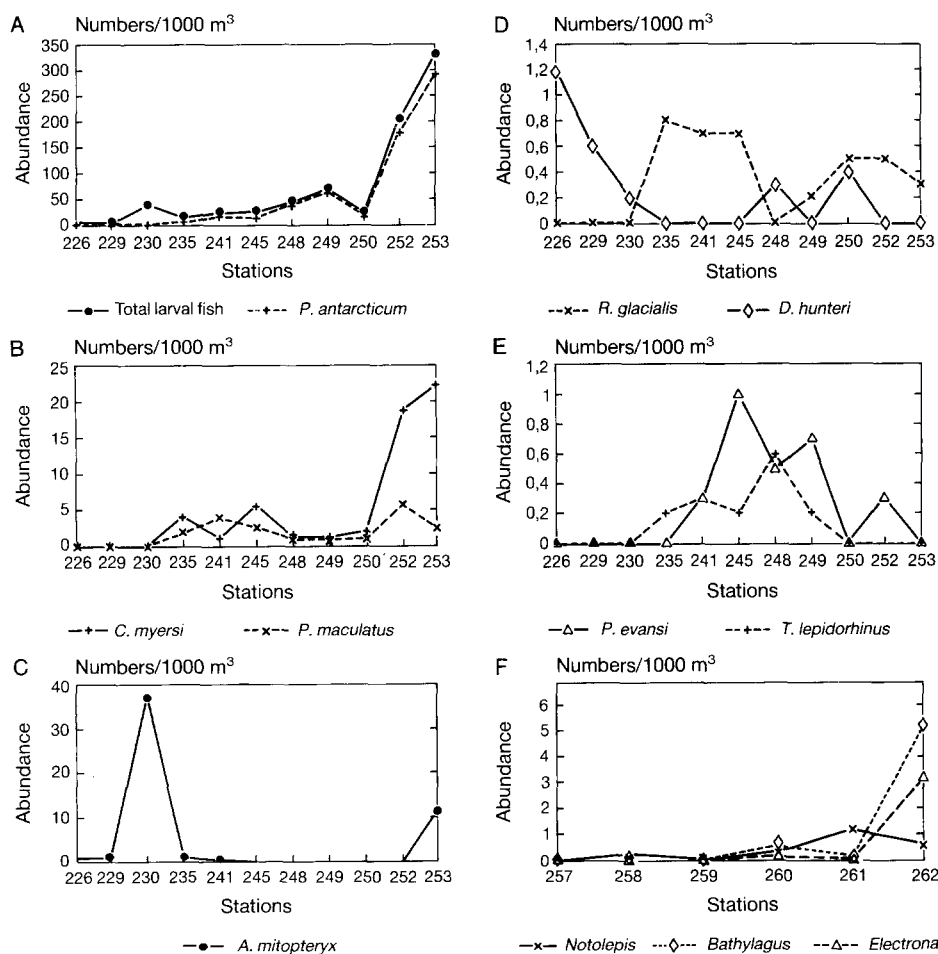 A
Numbers/1000 m³
350
300
250
200
150
100
50
0
Abundance
226 229 230 235 241 245 248 249 250 252 253
Stations
Total larval fish P. antarcticum
B
Numbers/1000 m³
25
20
15
10
5
0
Abundance
226 229 230 235 241 245 248 249 250 252 253
Stations
C. myersi P. maculatus
C
Numbers/1000 m³
40
30
20
10
0
Abundance
226 229 230 235 241 245 248 249 250 252 253
Stations
A. mitopteryx
D
Numbers/1000 m³
1,4
1,2
1
0,8
0,6
0,4
0,2
0
Abundance
226 229 230 235 241 245 248 249 250 252 253
Stations
R. glacialis D. hunteri
E
Numbers/1000 m³
1,2
1
0,8
0,6
0,4
0,2
0
Abundance
226 229 230 235 241 245 248 249 250 252 253
Stations
P. evansi T. lepidorhinus
F
Numbers/1000 m³
6
5
4
3
2
1
0
Abundance
257 258 259 260 261 262
Stations
Notolepis Bathylagus Electrona